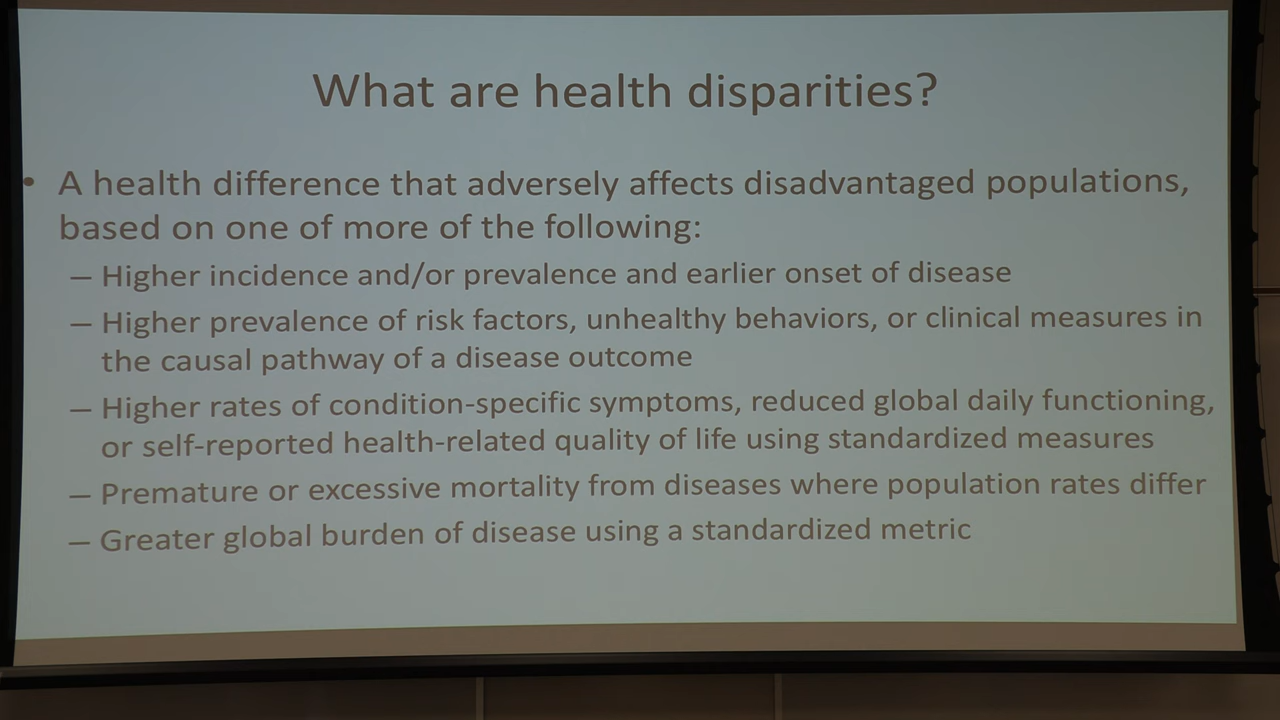 What are health disparities?
• A health difference that adversely affects disadvantaged populations,
based on one of more of the following:
– Higher incidence and/or prevalence and earlier onset of disease
– Higher prevalence of risk factors, unhealthy behaviors, or clinical measures in
the causal pathway of a disease outcome
– Higher rates of condition-specific symptoms, reduced global daily functioning,
or self-reported health-related quality of life using standardized measures
– Premature or excessive mortality from diseases where population rates differ
– Greater global burden of disease using a standardized metric